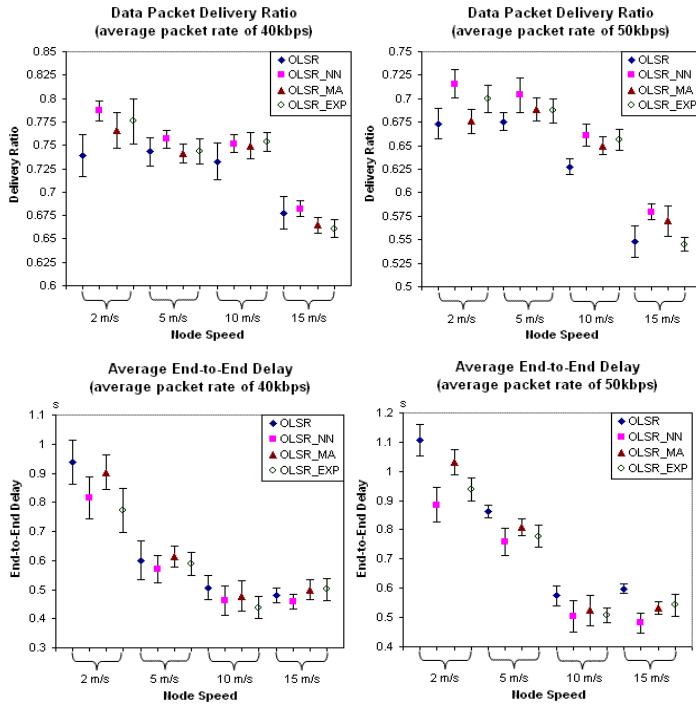 Data Packet Delivery Ratio
(average packet rate of 40kbps)
0.85
0.825
0.8
0.775
0.75
0.725
0.7
0.675
0.65
0.625
0.6
Delivery Ratio
OLSR
OLSR_NN
OLSR_MA
OLSR_EXP
2 m/s
5 m/s
10 m/s
15 m/s
Node Speed
Data Packet Delivery Ratio
(average packet rate of 50kbps)
0.75
0.725
0.7
0.675
0.65
0.625
0.6
0.575
0.55
0.525
0.5
Delivery Ratio
OLSR
OLSR_NN
OLSR_MA
OLSR_EXP
2 m/s
5 m/s
10 m/s
15 m/s
Node Speed
Average End-to-End Delay
(average packet rate of 40kbps)
s
1.1
1
0.9
0.8
0.7
0.6
0.5
0.4
0.3
End-to-End Delay
OLSR
OLSR_NN
OLSR_MA
OLSR_EXP
2 m/s
5 m/s
10 m/s
15 m/s
Node Speed
Average End-to-End Delay
(average packet rate of 50kbps)
s
1.2
1.1
1
0.9
0.8
0.7
0.6
0.5
0.4
End-to-End Delay
OLSR
OLSR_NN
OLSR_MA
OLSR_EXP
2 m/s
5 m/s
10 m/s
15 m/s
Node Speed